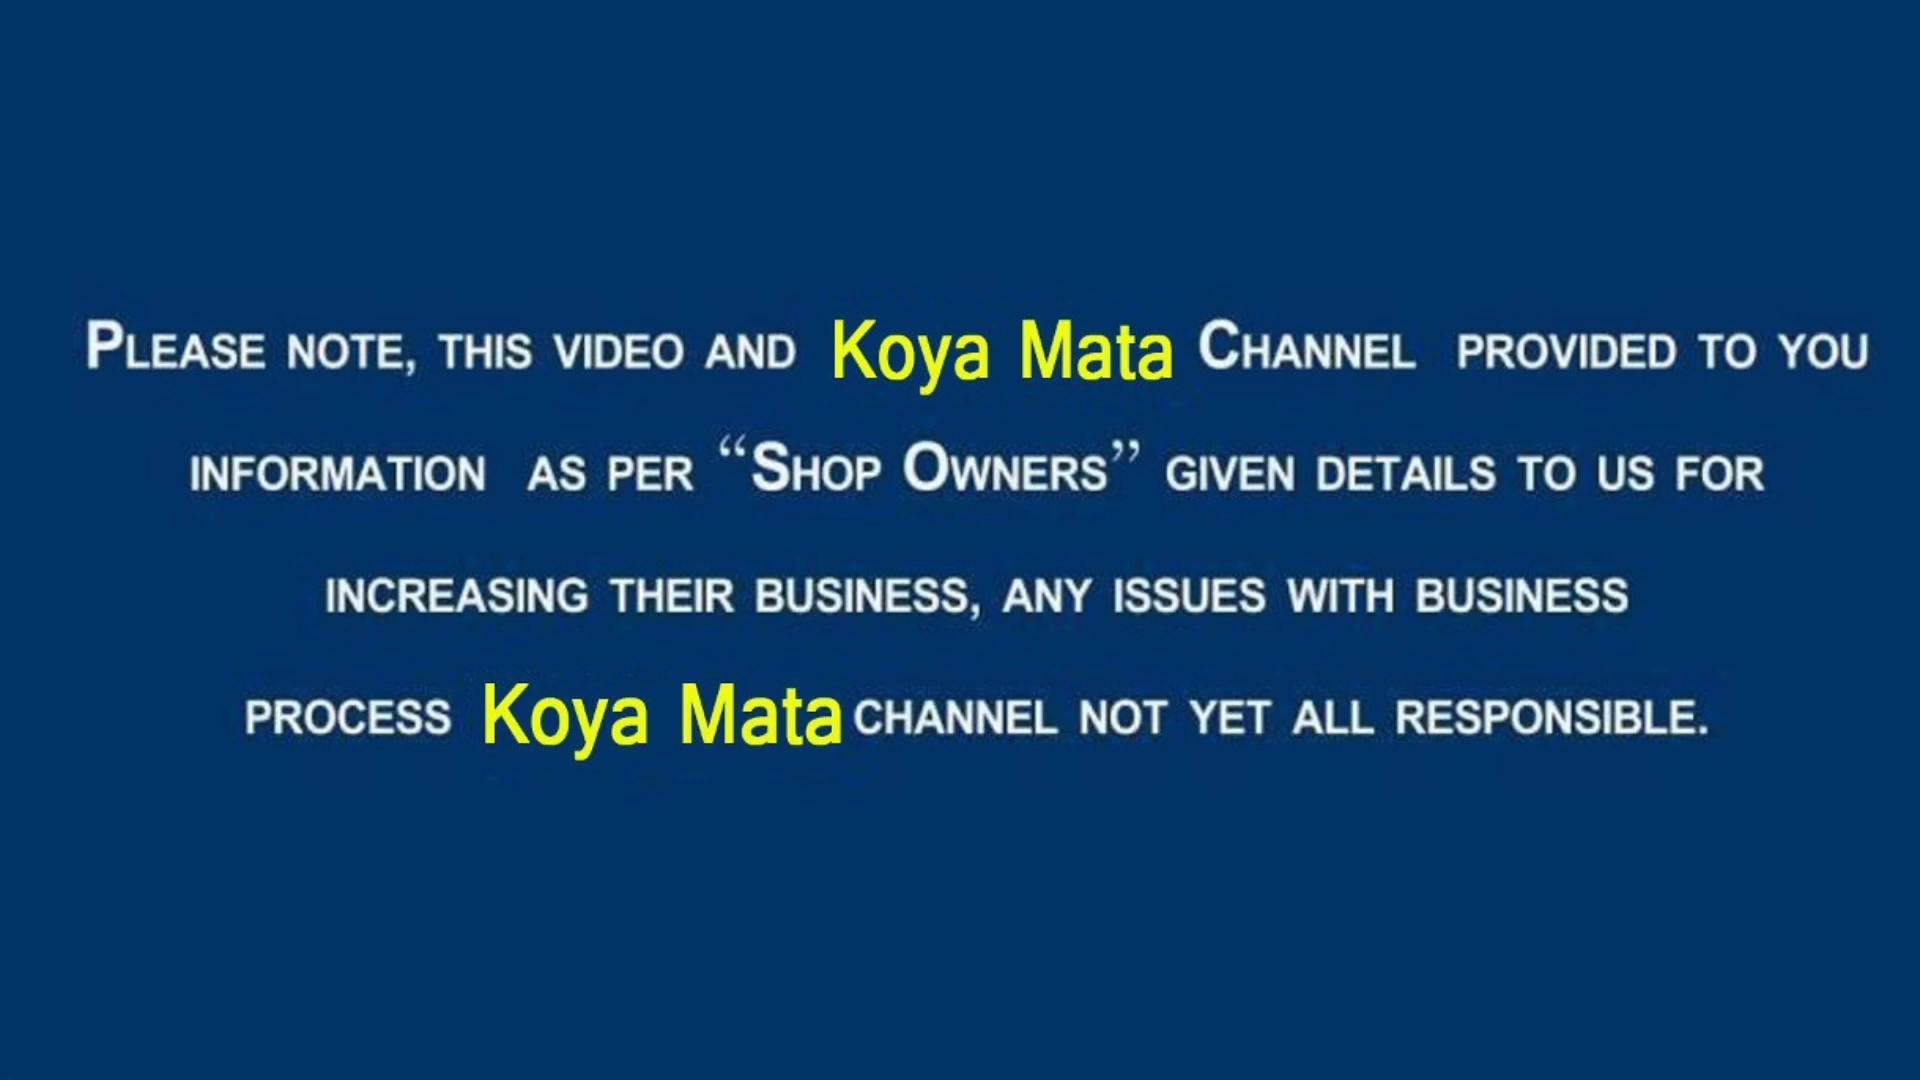 Please note, this video and Koya Mata Channel provided to you
information as per “Shop Owners” given details to us for
increasing their business, any issues with business
process Koya Mata channel not yet all responsible.